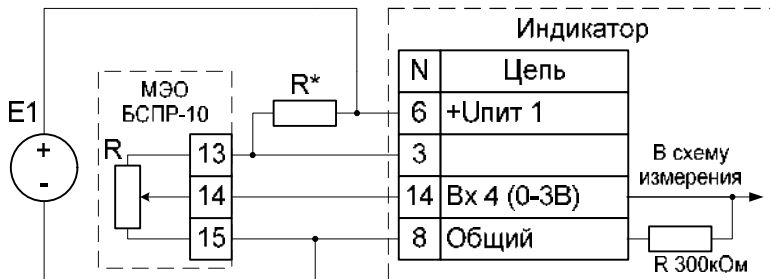 Индикатор
E1
+
-
МЭО
БСПР-10
R
13
14
15
R*
N Цепь
6 +Uпит 1
3
14 Вх 4 (0-3В)
8 Общий
В схему
измерения
R 300кОм